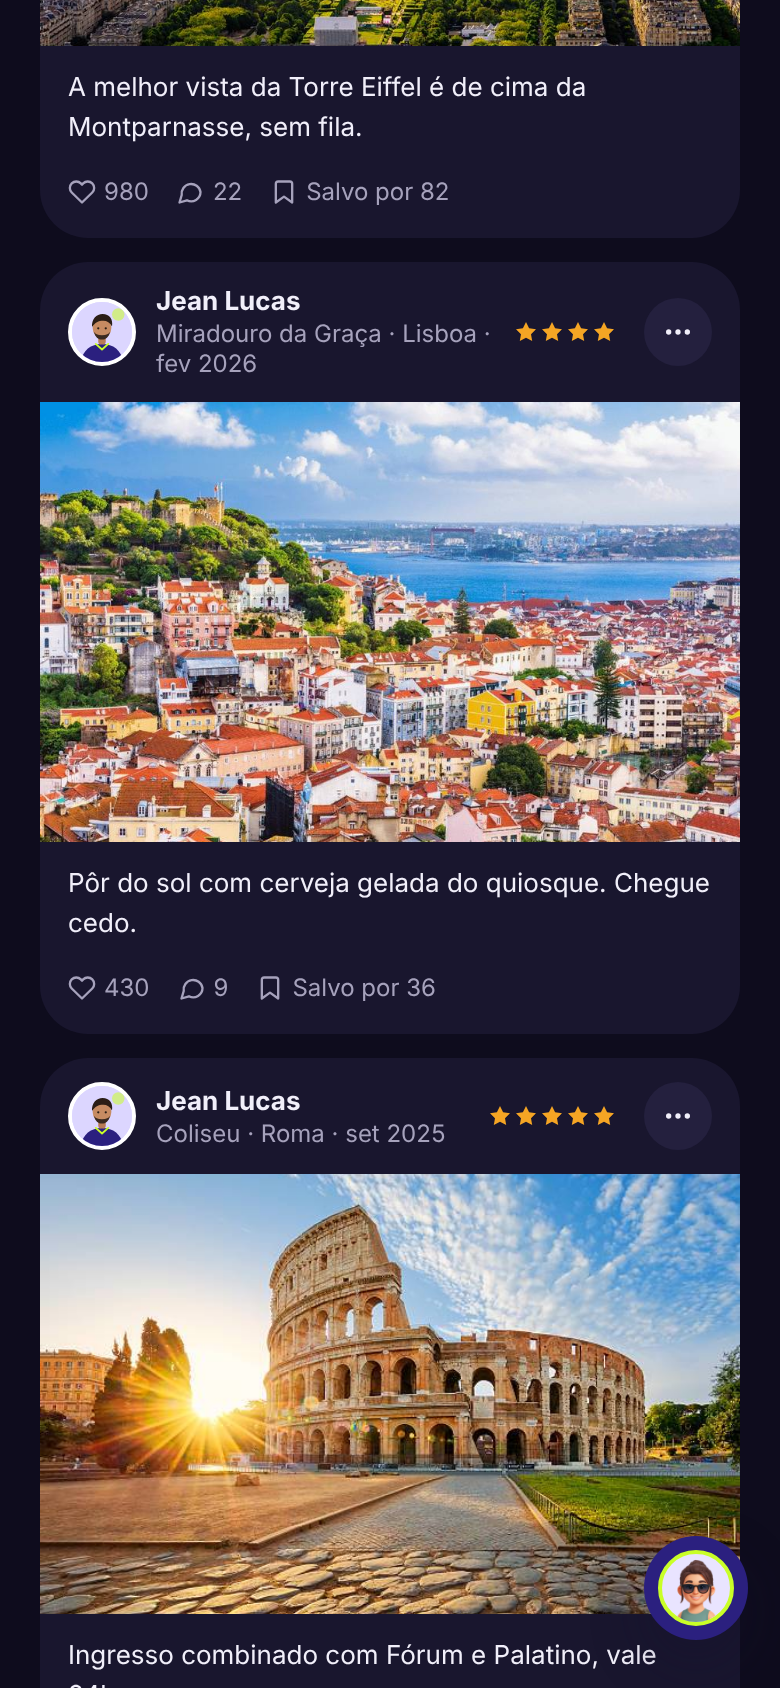 A melhor vista da Torre Eiffel é de cima da
Montparnasse, sem fila.
980 22 Salvo por 82
Jean Lucas
Miradouro da Graça · Lisboa ·
fev 2026
Pôr do sol com cerveja gelada do quiosque. Chegue
cedo.
430 9 Salvo por 36
Jean Lucas
Coliseu · Roma · set 2025
Ingresso combinado com Fórum e Palatino, vale